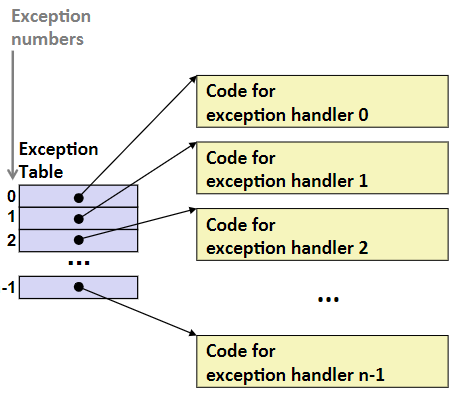 Exception
numbers
Exception
Table
0
1
2
...
-1
Code for
exception handler 0
Code for
exception handler 1
Code for
exception handler 2
...
Code for
exception handler n-1